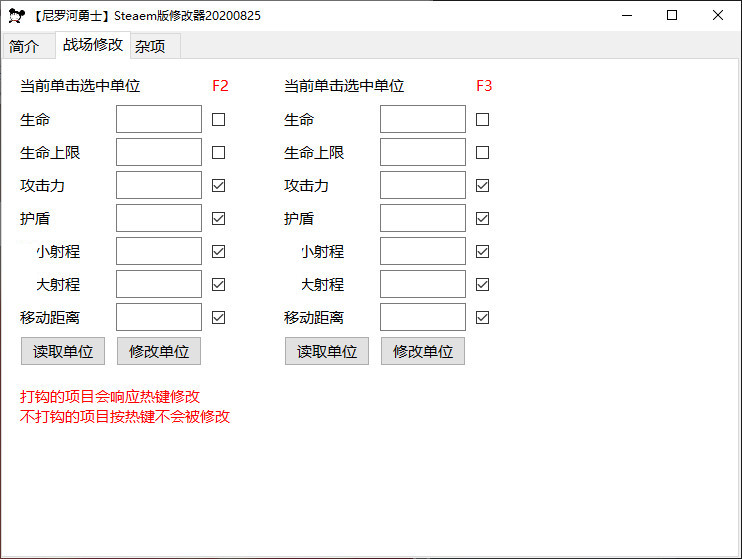 【尼罗河勇士】Steaem版修改器20200825
简介 战场修改 杂项
当前单击选中单位 F2 当前单击选中单位 F3
生命 生命
生命上限 生命上限
攻击力 攻击力
护盾 护盾
小射程 小射程
大射程 大射程
移动距离 移动距离
读取单位 修改单位 读取单位 修改单位
打钩的项目会响应热键修改
不打钩的项目按热键不会被修改